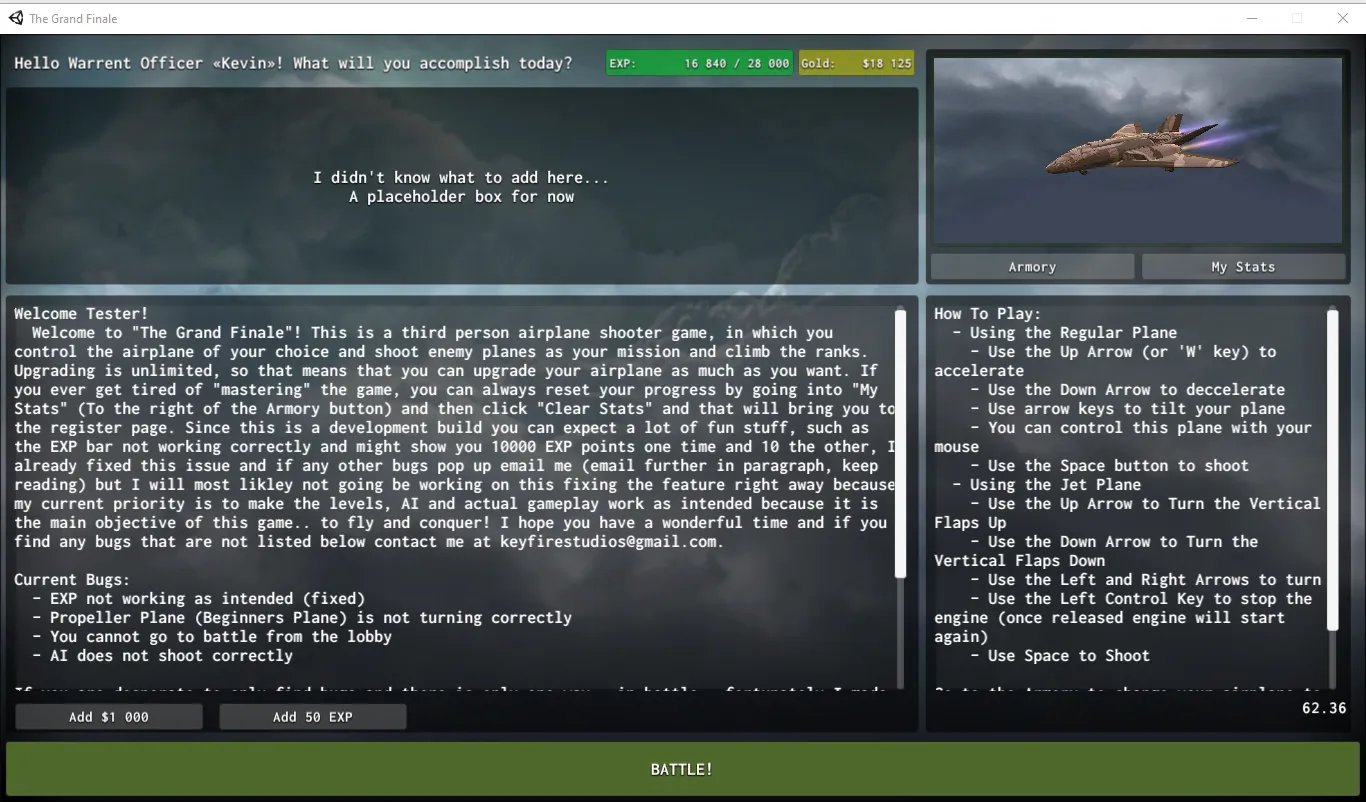 The Grand Finale
Hello Warrent Officer «Kevin»! What will you accomplish today?
EXP: 16 840 / 28 000
Gold: $18 125
I didn't know what to add here...
A placeholder box for now
Armory
My Stats
Welcome Tester!
Welcome to "The Grand Finale"! This is a third person airplane shooter game, in which you
control the airplane of your choice and shoot enemy planes as your mission and climb the ranks.
Upgrading is unlimited, so that means that you can upgrade your airplane as much as you want. If
you ever get tired of "mastering" the game, you can always reset your progress by going into "My
Stats" (To the right of the Armory button) and then click "Clear Stats" and that will bring you to
the register page. Since this is a development build you can expect a lot of fun stuff, such as
the EXP bar not working correctly and might show you 10000 EXP points one time and 10 the other, I
already fixed this issue and if any other bugs pop up email me (email further in paragraph, keep
reading) but I will most likley not going be working on this fixing the feature right away because
my current priority is to make the levels, AI and actual gameplay work as intended because it is
the main objective of this game.. to fly and conquer! I hope you have a wonderful time and if you
find any bugs that are not listed below contact me at keyfirestudios@gmail.com.
Current Bugs:
- EXP not working as intended (fixed)
- Propeller Plane (Beginners Plane) is not turning correctly
- You cannot go to battle from the lobby
- AI does not shoot correctly
Add $1 000
Add 50 EXP
How To Play:
- Using the Regular Plane
- Use the Up Arrow (or 'W' key) to
accelerate
- Use the Down Arrow to deccelerate
- Use arrow keys to tilt your plane
- You can control this plane with your
mouse
- Use the Space button to shoot
- Using the Jet Plane
- Use the Up Arrow to Turn the Vertical
Flaps Up
- Use the Down Arrow to Turn the
Vertical Flaps Down
- Use the Left and Right Arrows to turn
- Use the Left Control Key to stop the
engine (once released engine will start
again)
- Use Space to Shoot
62.36
BATTLE!